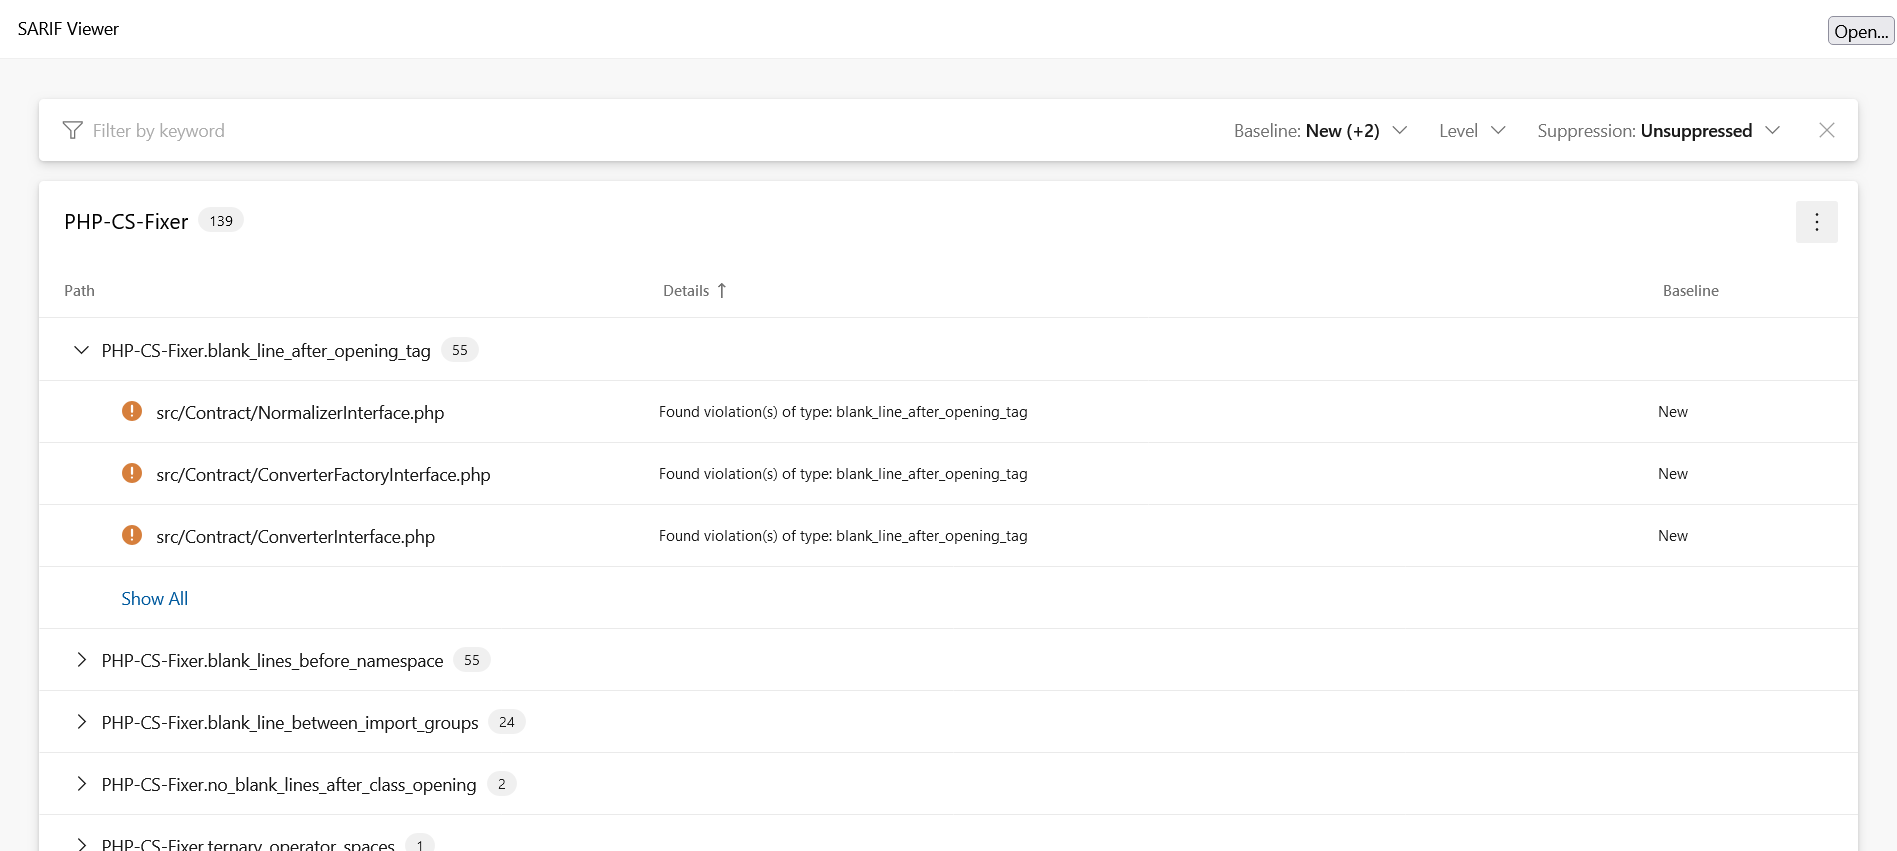 SARIF Viewer
Open...
Filter by keyword
Baseline: New (+2)
Level
Suppression: Unsuppressed
PHP-CS-Fixer 139
Path Details ↑ Baseline
PHP-CS-Fixer.blank_line_after_opening_tag 55
src/Contract/NormalizerInterface.php Found violation(s) of type: blank_line_after_opening_tag New
src/Contract/ConverterFactoryInterface.php Found violation(s) of type: blank_line_after_opening_tag New
src/Contract/ConverterInterface.php Found violation(s) of type: blank_line_after_opening_tag New
Show All
PHP-CS-Fixer.blank_lines_before_namespace 55
PHP-CS-Fixer.blank_line_between_import_groups 24
PHP-CS-Fixer.no_blank_lines_after_class_opening 2
PHP-CS-Fixer.ternary_operator_spaces 1